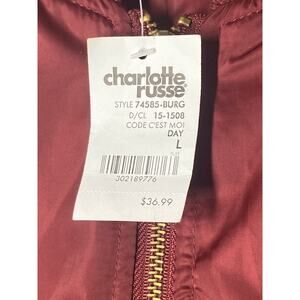 charlotte
russe
STYLE 74585-BURG
D/CL 15-1508
CODE C'EST MOI
DAY
L
302189776
$36.99